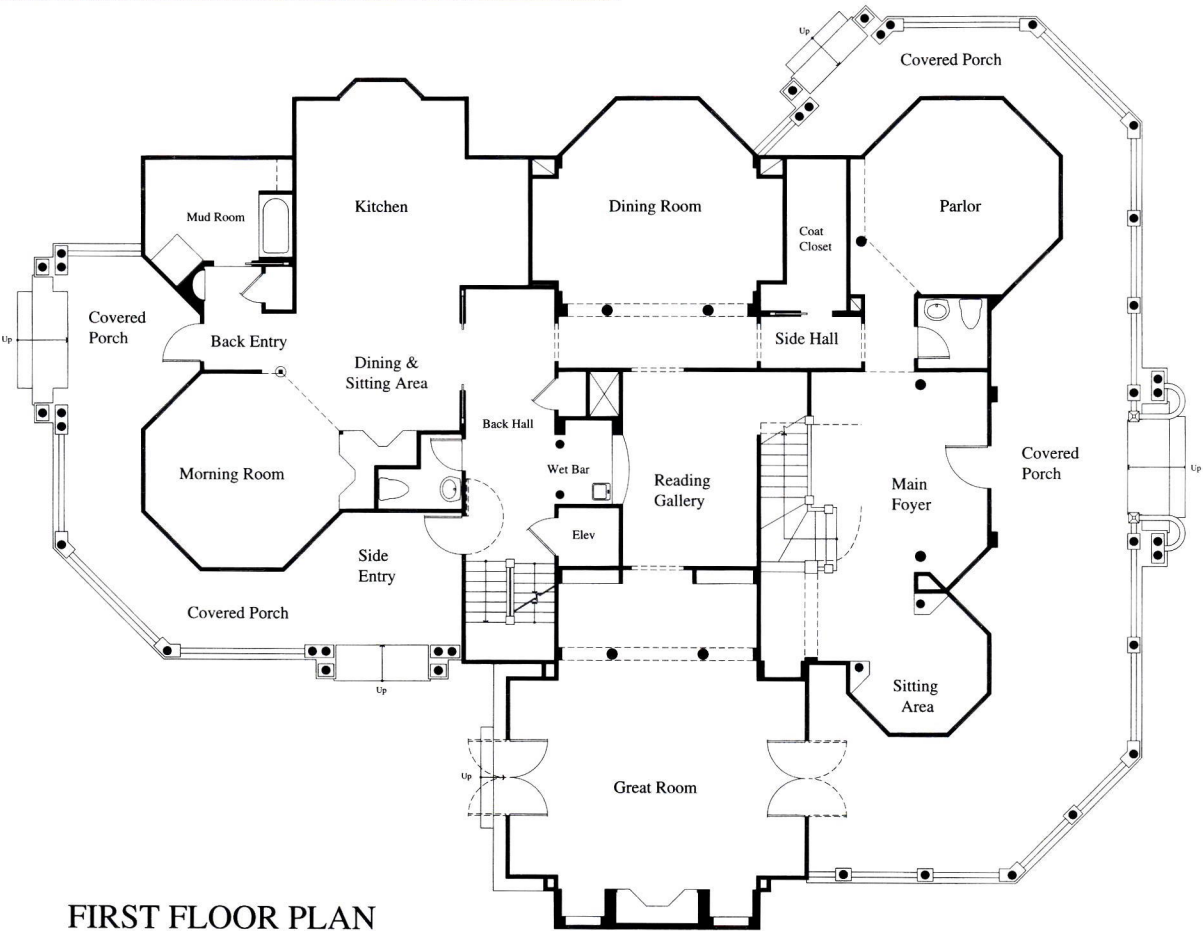 Up
Covered Porch
Kitchen
Dining Room
Parlor
Mud Room
Coat
Closet
Covered
Porch
Up
Back Entry
Side Hall
Dining &
Sitting Area
Back Hall
Wet Bar
Morning Room
Reading
Gallery
Main
Foyer
Covered
Porch
Up
Elev
Side
Entry
Covered Porch
Up
Sitting
Area
Up
Great Room
FIRST FLOOR PLAN